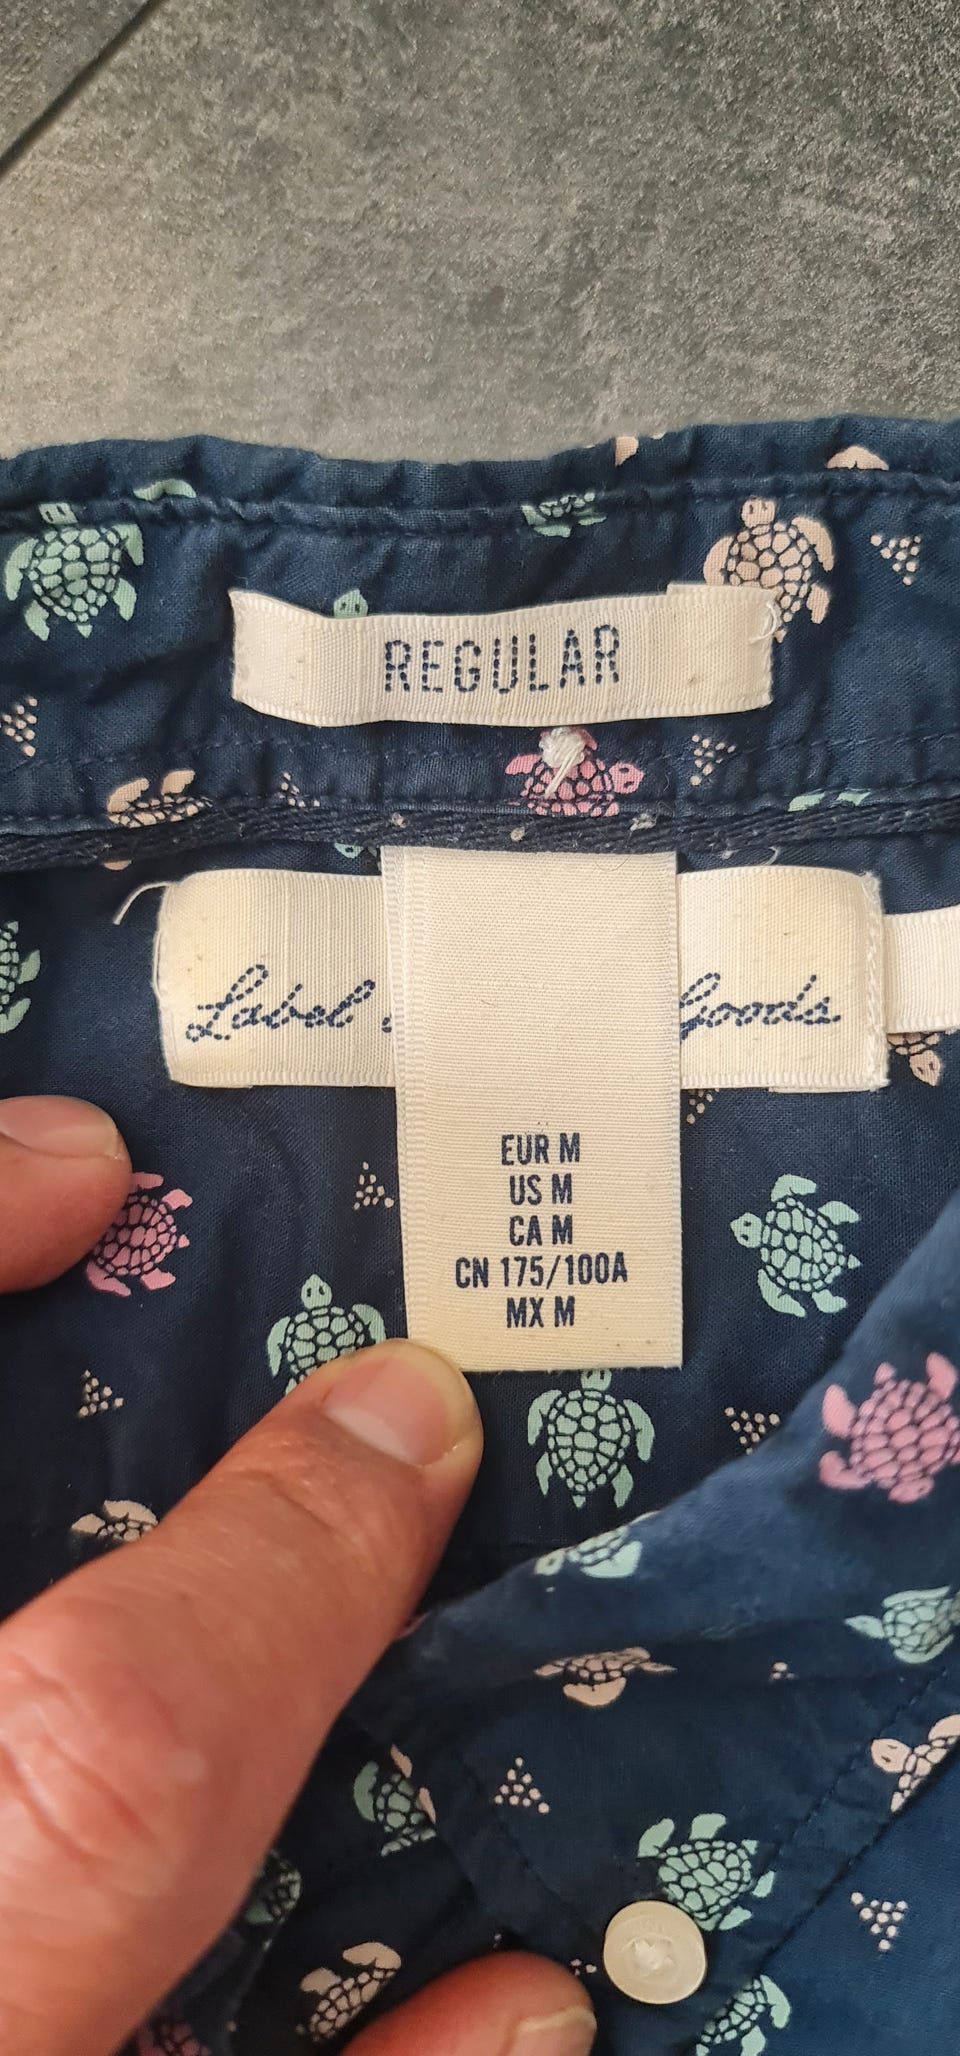 REGULAR
Label Goods
EUR M
US M
CA M
CN 175/100A
MX M